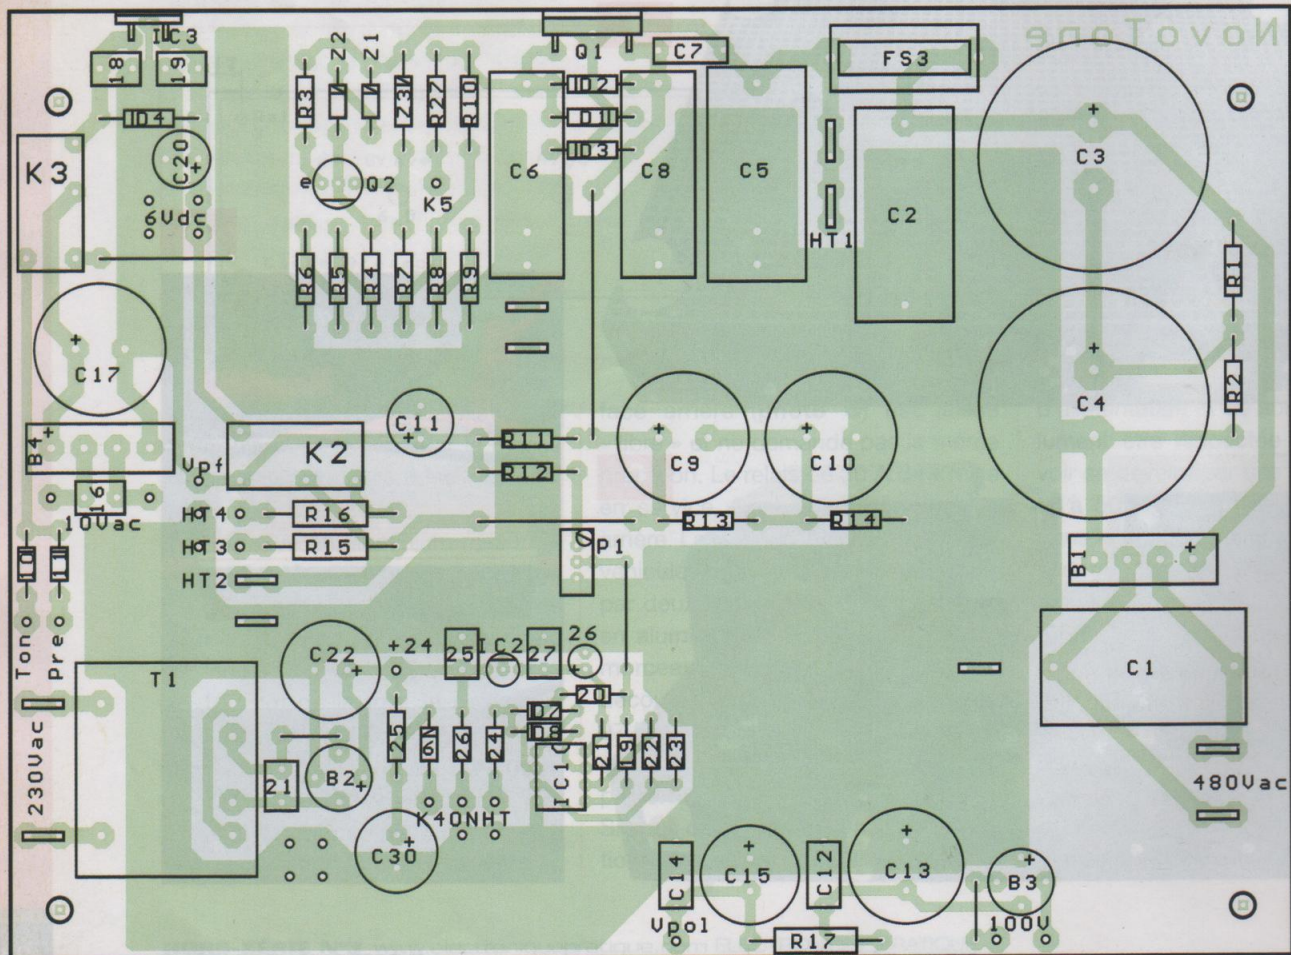 NovoTone
IC3
18
19
Z2
Z1
Q1
C7
FS3
R3
Z3
R27
R10
D2
D1
D3
D4
K3
C20
6Vdc
e
Q2
K5
C6
C8
C5
C2
HT1
C3
R6
R5
R4
R7
R8
R9
R1
C17
C11
C4
R2
B4
K2
Vpf
R11
R12
C9
C10
16
10Vac
HT4
R16
R13
R14
HT3
R15
P1
HT2
B1
Ton
Pre
T1
C22
+24
25
IC2
27
26
C1
20
D7
D8
230Vac
25
26
24
21
19
22
23
IC1
21
B2
480Vac
K4ONHT
C30
C14
C15
C12
C13
B3
Vpol
R17
100V